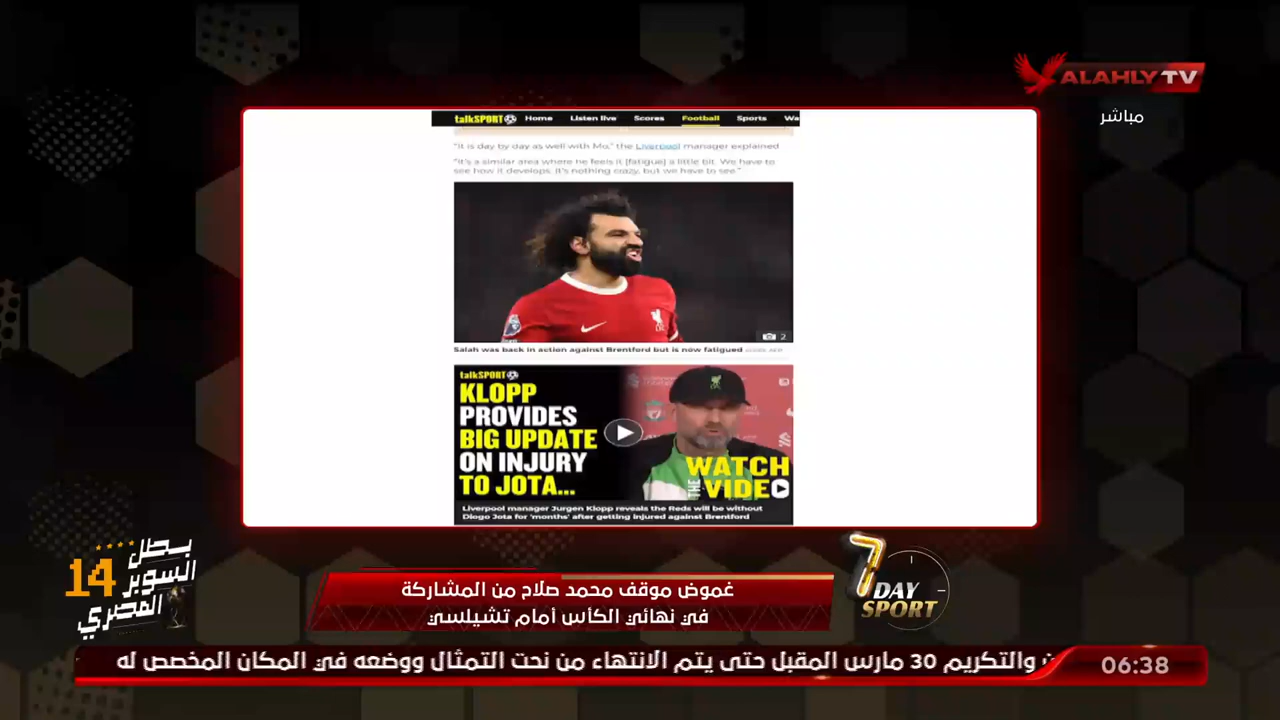 ALAHLY TV
مباشر
talkSPORT Home Listen live Scores Football Sports Wa
"It is day by day as well with Mo," the Liverpool manager explained
"It's a similar area where he feels it [fatigue] a little bit. We have to
see how it develops. It's nothing crazy, but we have to see."
2
Salah was back in action against Brentford but is now fatigued
talkSPORT
KLOPP
PROVIDES
BIG UPDATE
ON INJURY
TO JOTA...
WATCH
THE VIDEO
Liverpool manager Jurgen Klopp reveals the Reds will be without
Diogo Jota for 'months' after getting injured against Brentford
بطل
السوبر 14
المصري
غموض موقف محمد صلاح من المشاركة
في نهائي الكأس أمام تشيلسي
7
DAY
SPORT
والتكريم 30 مارس المقبل حتى يتم الانتهاء من نحت التمثال ووضعه في المكان المخصص له
06:38